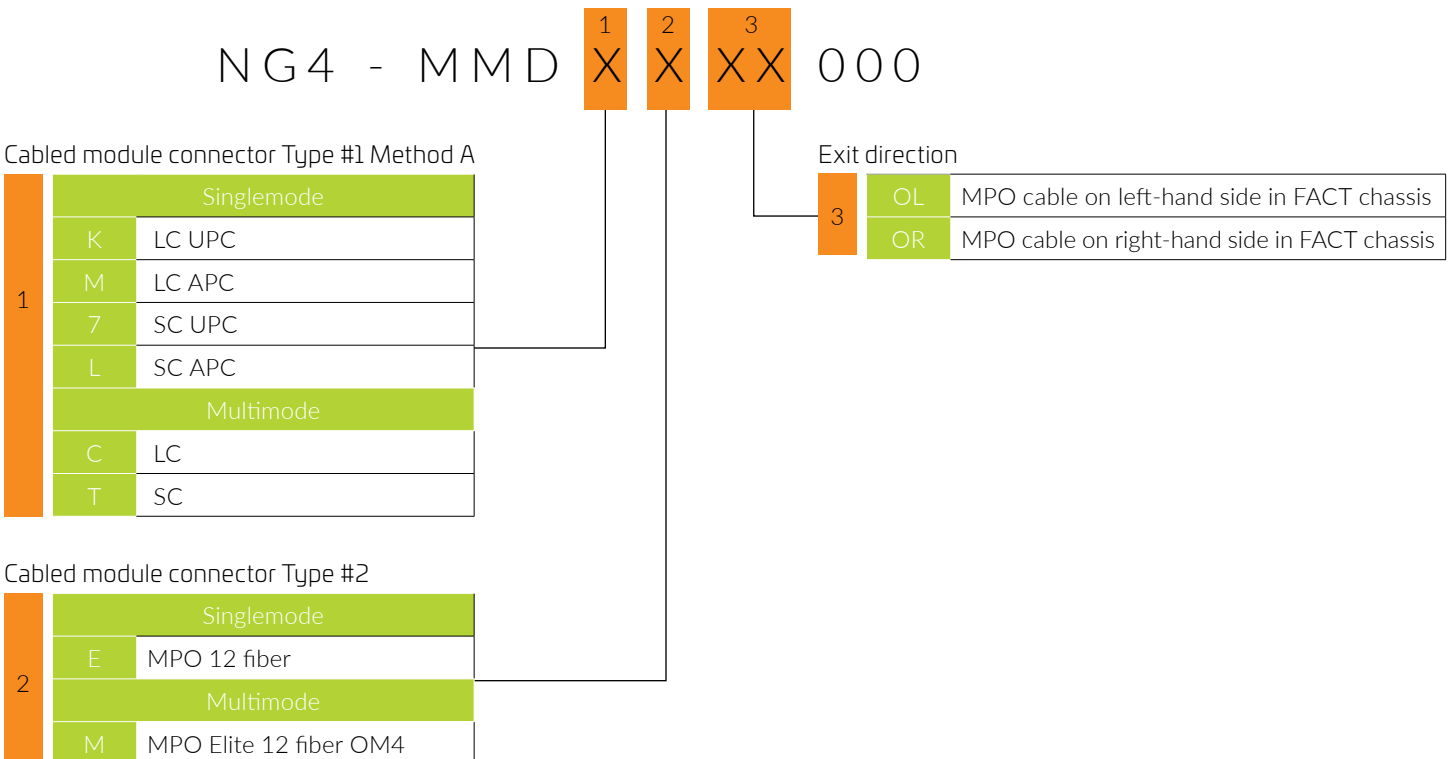 1 2 3
NG4 - MMD X X XX 000
Cabled module connector Type #1 Method A
1
Singlemode
K LC UPC
M LC APC
7 SC UPC
L SC APC
Multimode
C LC
T SC
Cabled module connector Type #2
2
Singlemode
E MPO 12 fiber
Multimode
M MPO Elite 12 fiber OM4
Exit direction
3
OL MPO cable on left-hand side in FACT chassis
OR MPO cable on right-hand side in FACT chassis